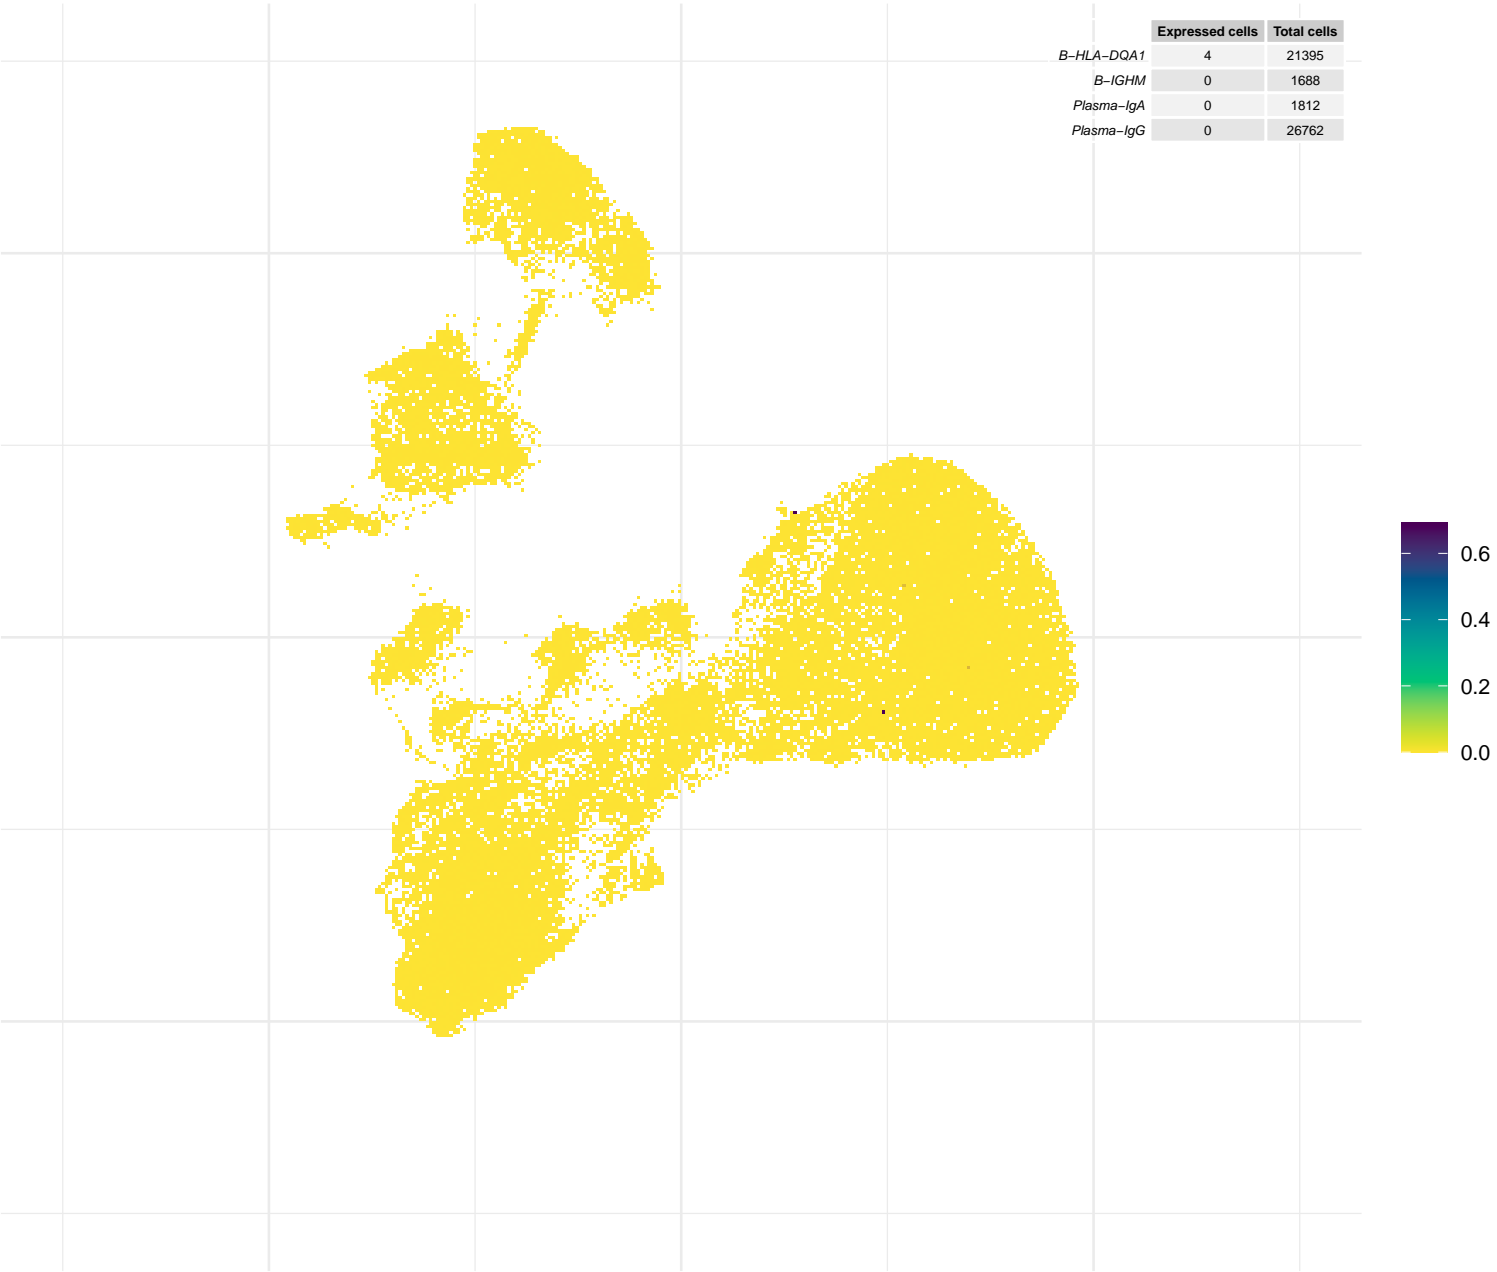 Expressed cells Total cells
B−HLA−DQA1 4 21395
B−IGHM 0 1688
Plasma−IgA 0 1812
Plasma−IgG 0 26762
0.6
0.4
0.2
0.0